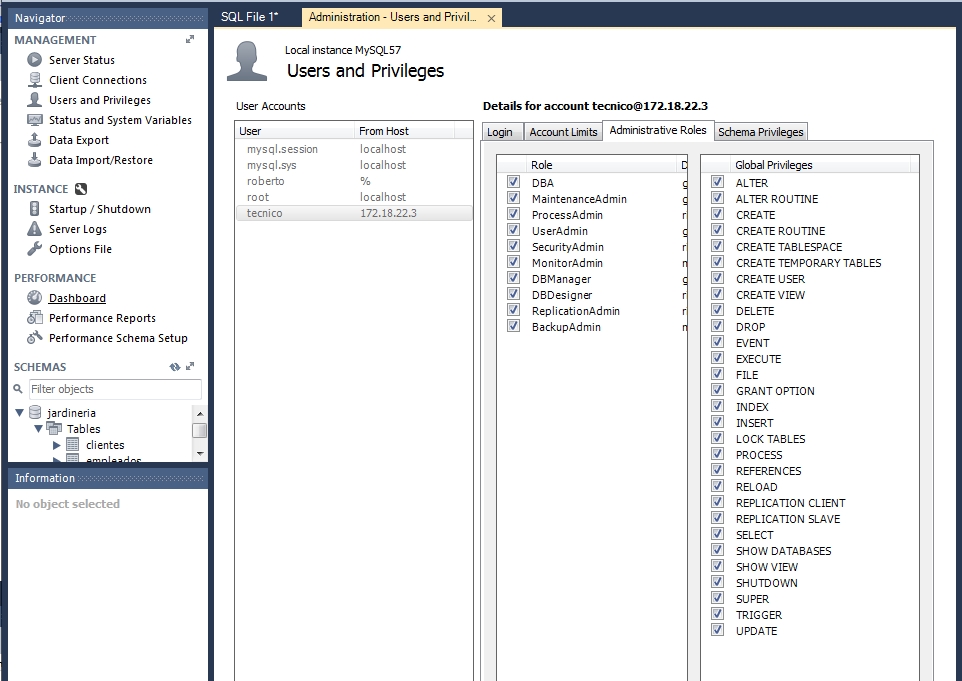 Navigator
MANAGEMENT
Server Status
Client Connections
Users and Privileges
Status and System Variables
Data Export
Data Import/Restore
INSTANCE
Startup / Shutdown
Server Logs
Options File
PERFORMANCE
Dashboard
Performance Reports
Performance Schema Setup
SCHEMAS
Filter objects
jardineria
Tables
clientes
empleados
Information
No object selected
SQL File 1*
Administration - Users and Privil...
Local instance MySQL57
Users and Privileges
User Accounts
User From Host
mysql.session localhost
mysql.sys localhost
roberto %
root localhost
tecnico 172.18.22.3
Details for account tecnico@172.18.22.3
Login Account Limits Administrative Roles Schema Privileges
Role D
DBA g
MaintenanceAdmin g
ProcessAdmin r
UserAdmin g
SecurityAdmin r
MonitorAdmin m
DBManager g
DBDesigner r
ReplicationAdmin r
BackupAdmin m
Global Privileges
ALTER
ALTER ROUTINE
CREATE
CREATE ROUTINE
CREATE TABLESPACE
CREATE TEMPORARY TABLES
CREATE USER
CREATE VIEW
DELETE
DROP
EVENT
EXECUTE
FILE
GRANT OPTION
INDEX
INSERT
LOCK TABLES
PROCESS
REFERENCES
RELOAD
REPLICATION CLIENT
REPLICATION SLAVE
SELECT
SHOW DATABASES
SHOW VIEW
SHUTDOWN
SUPER
TRIGGER
UPDATE